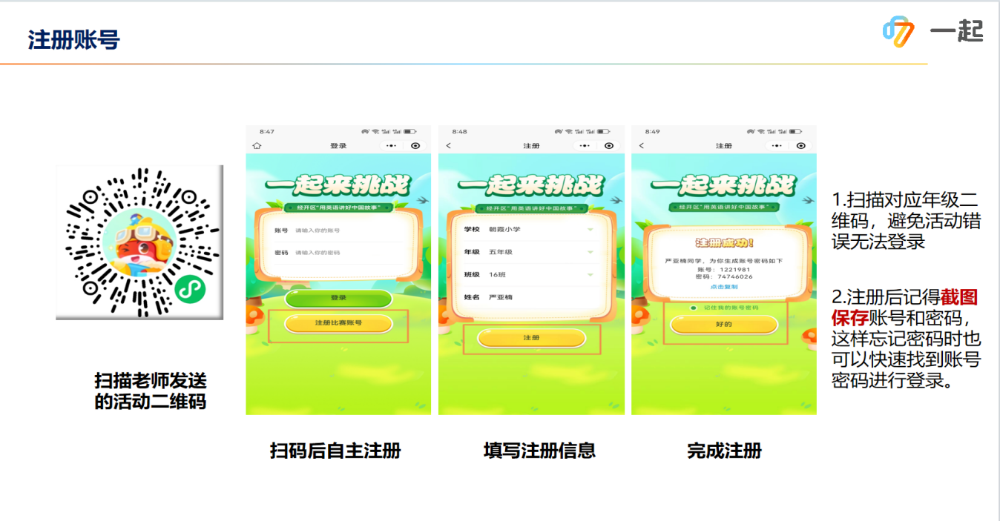 注册账号
一起
扫描老师发送
的活动二维码
8:47
登录
一起来挑战
经开区“用英语讲好中国故事”
账号 请输入你的账号
密码 请输入你的密码
登录
注册比赛账号
扫码后自主注册
8:48
注册
一起来挑战
经开区“用英语讲好中国故事”
学校 朝霞小学
年级 五年级
班级 16班
姓名 严亚楠
注册
填写注册信息
8:49
注册
一起来挑战
经开区“用英语讲好中国故事”
注册成功!
严亚楠同学，为你生成账号密码如下
账号：1221981
密码：74746026
点击复制
记住我的账号密码
好的
完成注册
1.扫描对应年级二
维码，避免活动错
误无法登录
2.注册后记得截图
保存账号和密码，
这样忘记密码时也
可以快速找到账号
密码进行登录。